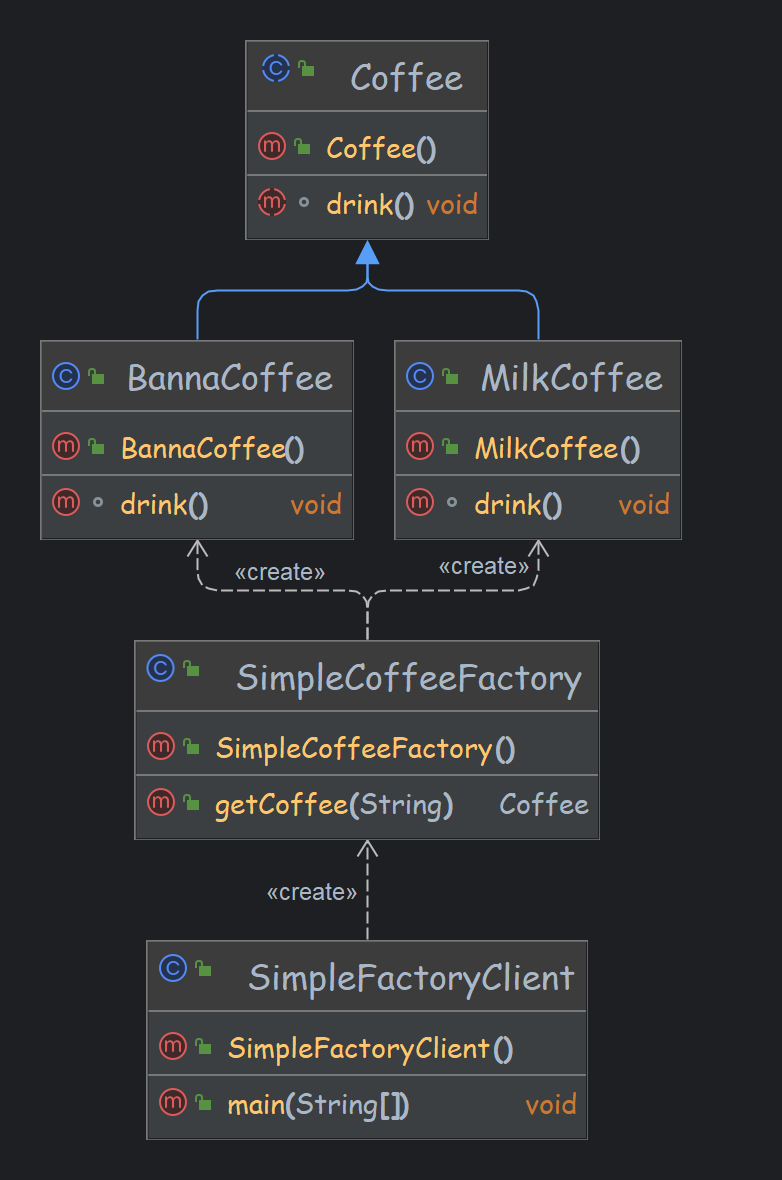 Coffee
Coffee()
drink() void
BannaCoffee
BannaCoffee()
drink() void
MilkCoffee
MilkCoffee()
drink() void
«create»
«create»
SimpleCoffeeFactory
SimpleCoffeeFactory()
getCoffee(String) Coffee
«create»
SimpleFactoryClient
SimpleFactoryClient()
main(String[]) void